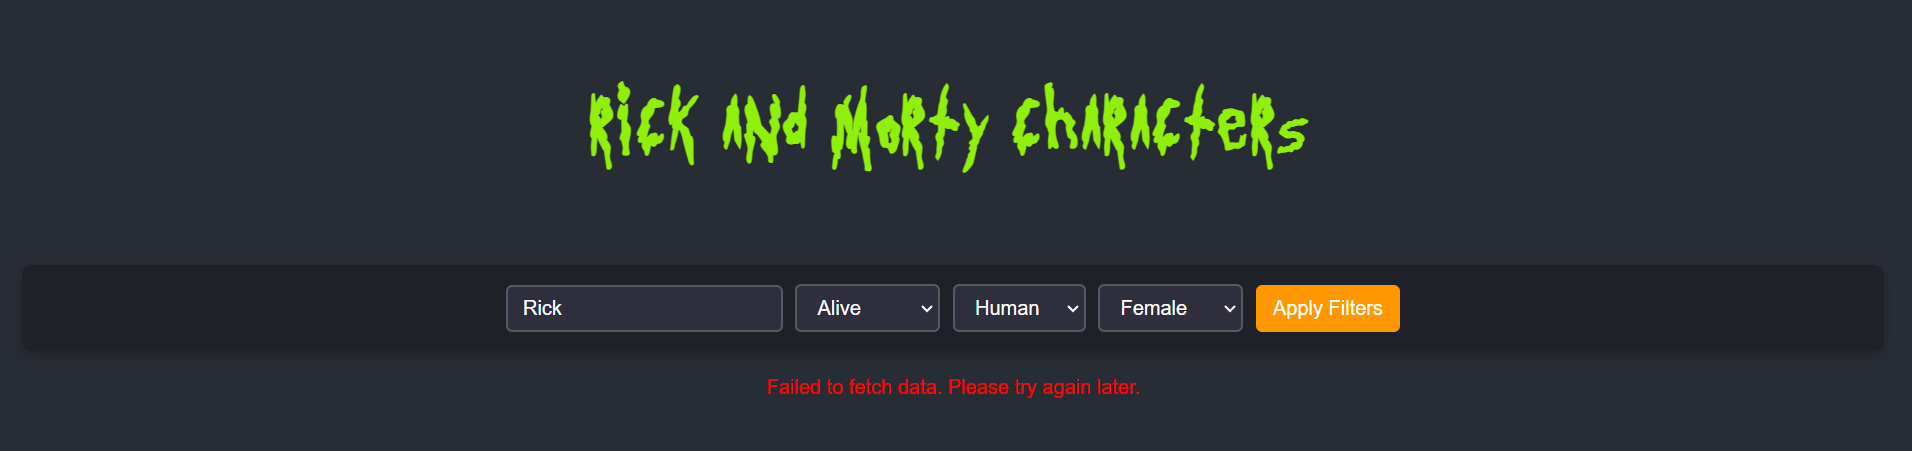 Rick and Morty Characters
Rick Alive Human Female Apply Filters
Failed to fetch data. Please try again later.